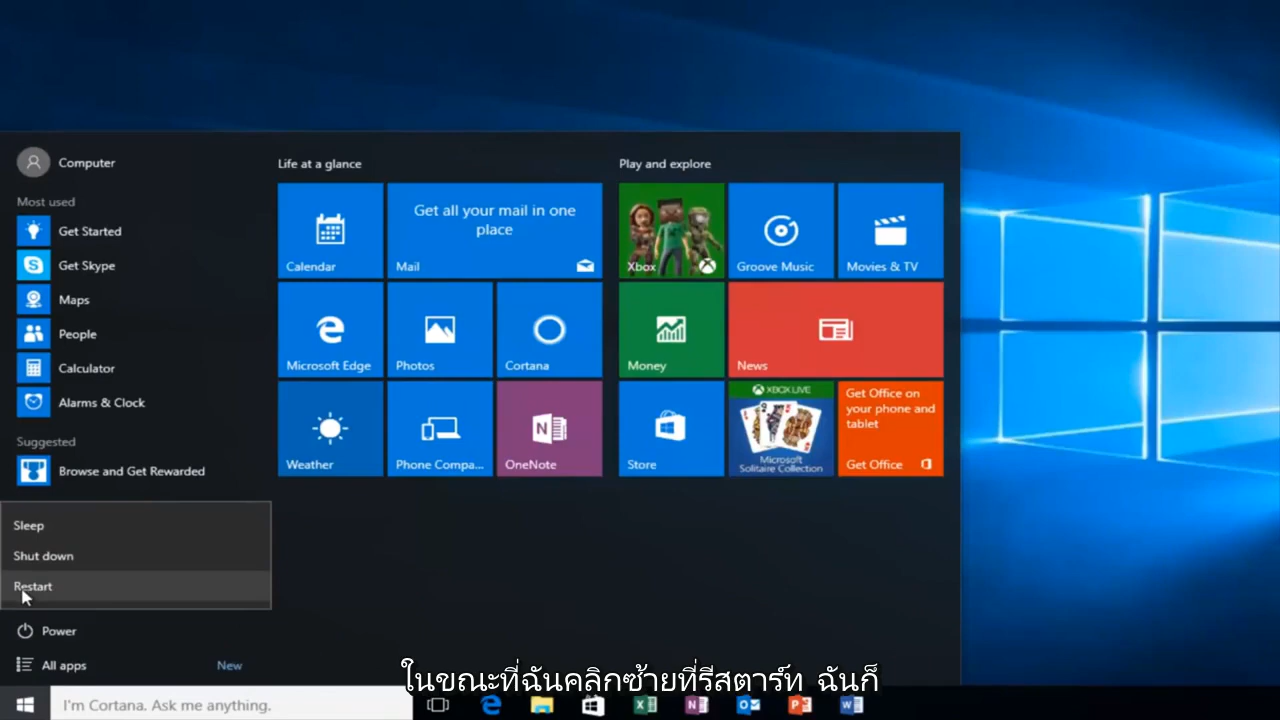 Computer
Most used
Get Started
Get Skype
Maps
People
Calculator
Alarms & Clock
Suggested
Browse and Get Rewarded
Sleep
Shut down
Restart
Power
All apps New
Life at a glance
Calendar
Get all your mail in one
place
Mail
Microsoft Edge
Photos
Cortana
Weather
Phone Compa...
OneNote
Play and explore
Xbox
Groove Music
Movies & TV
Money
News
Store
XBOX LIVE
Microsoft
Solitaire Collection
Get Office on
your phone and
tablet
Get Office
ในขณะที่ฉันคลิกซ้ายที่รีสตาร์ท ฉันก็
I'm Cortana. Ask me anything.